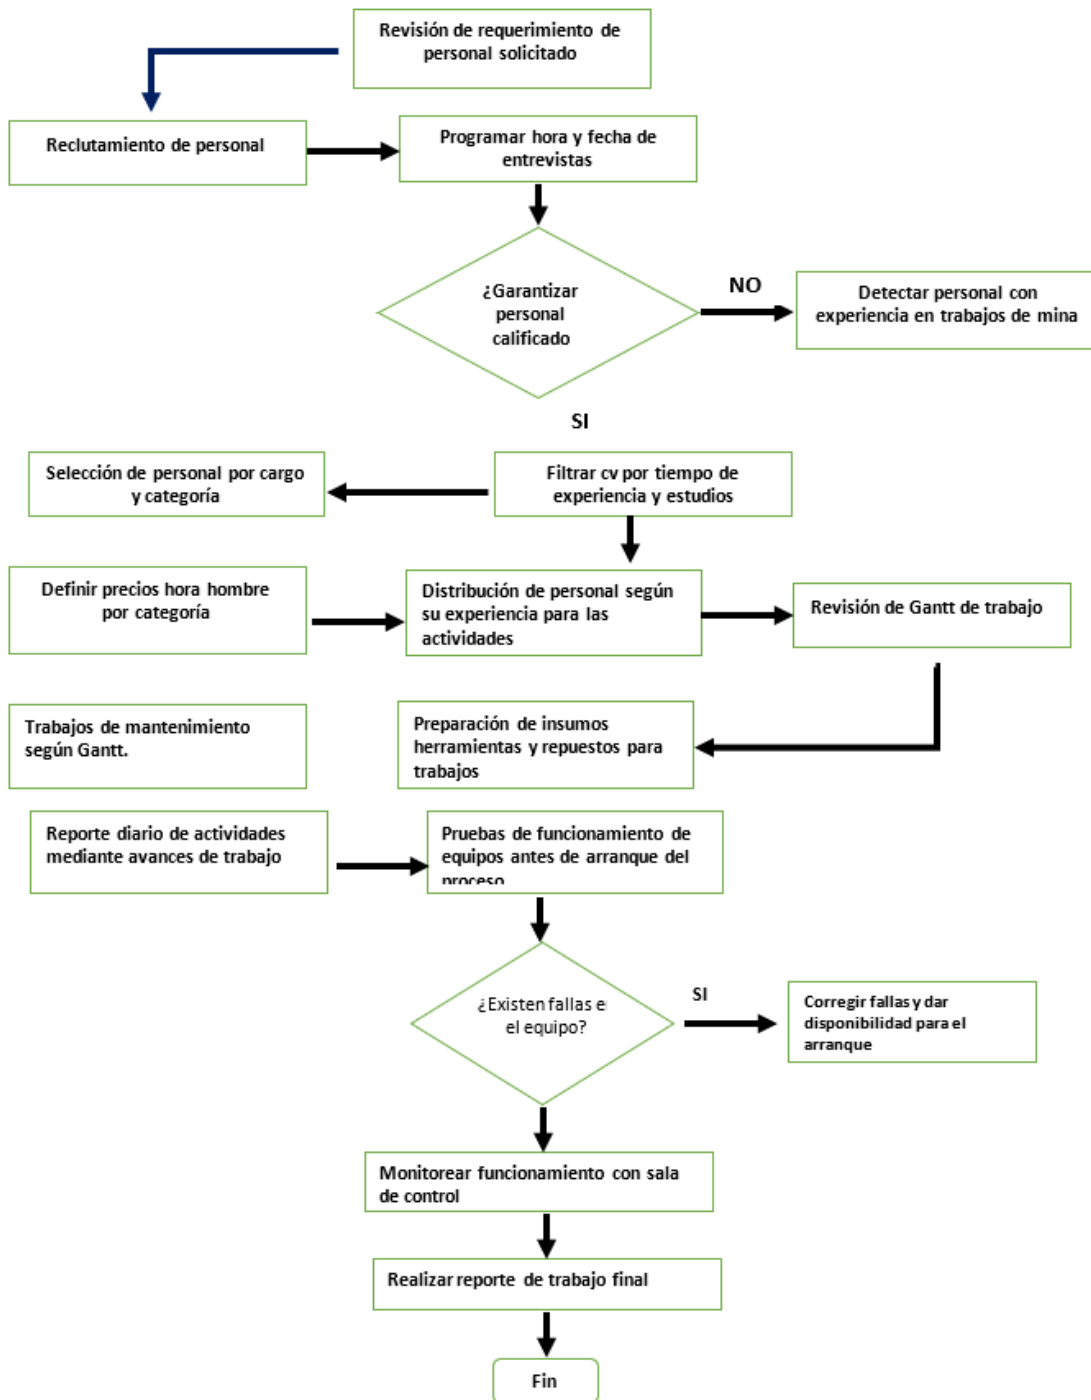 Revisión de requerimiento de
personal solicitado
Reclutamiento de personal
Programar hora y fecha de
entrevistas
¿Garantizar
personal
calificado
NO
Detectar personal con
experiencia en trabajos de mina
SI
Selección de personal por cargo
y categoría
Filtrar cv por tiempo de
experiencia y estudios
Definir precios hora hombre
por categoría
Distribución de personal según
su experiencia para las
actividades
Revisión de Gantt de trabajo
Trabajos de mantenimiento
según Gantt.
Preparación de insumos
herramientas y repuestos para
trabajos
Reporte diario de actividades
mediante avances de trabajo
Pruebas de funcionamiento de
equipos antes de arranque del
proceso
¿Existen fallas e
el equipo?
SI
Corregir fallas y dar
disponibilidad para el
arranque
Monitorear funcionamiento con sala
de control
Realizar reporte de trabajo final
Fin